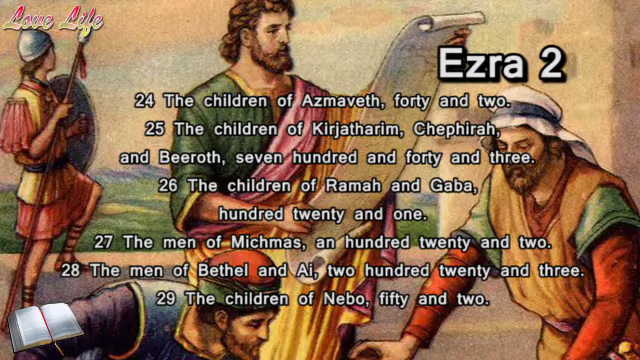 Love Life
Ezra 2
24 The children of Azmaveth, forty and two.
25 The children of Kirjatharim, Chephirah,
and Beeroth, seven hundred and forty and three.
26 The children of Ramah and Gaba,
hundred twenty and one.
27 The men of Michmas, an hundred twenty and two.
28 The men of Bethel and Ai, two hundred twenty and three.
29 The children of Nebo, fifty and two.